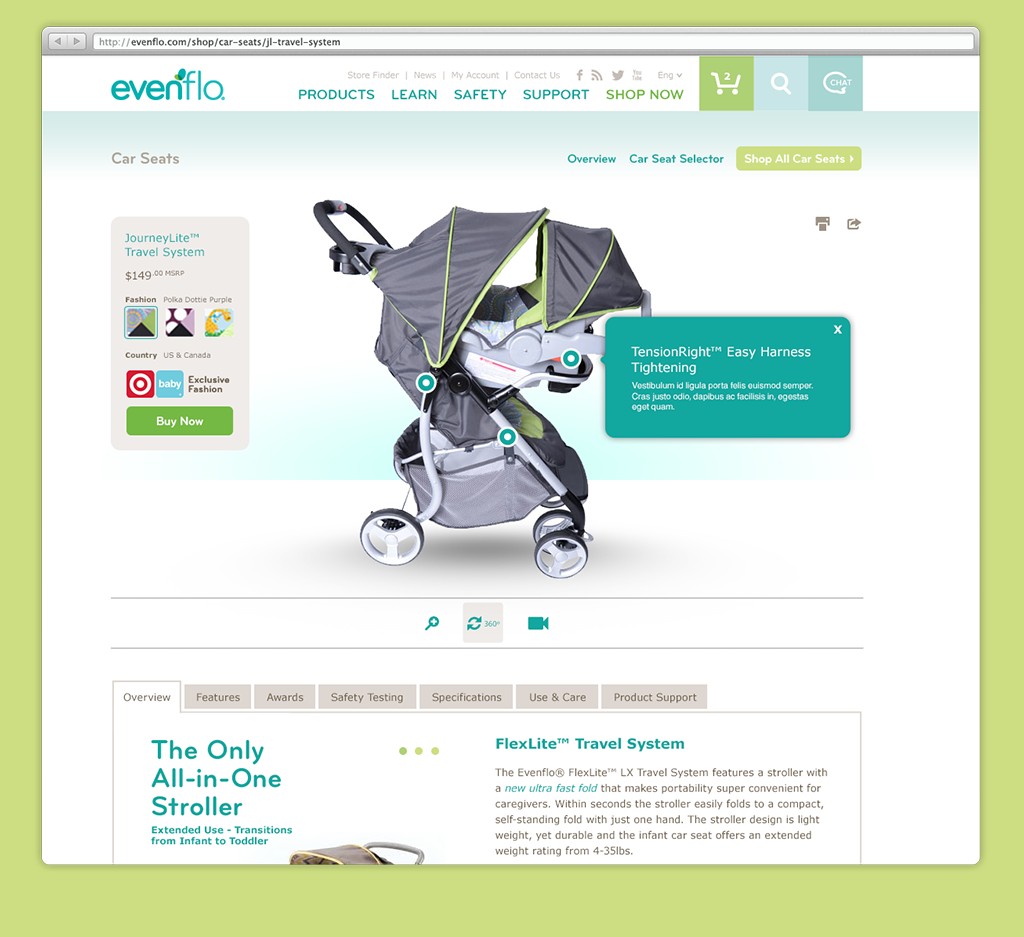 http://evenflo.com/shop/car-seats/jl-travel-system
evenflo.
Store Finder | News | My Account | Contact Us
You Tube
Eng
PRODUCTS LEARN SAFETY SUPPORT SHOP NOW
2
CHAT
Car Seats
Overview Car Seat Selector Shop All Car Seats
JourneyLite™
Travel System
$149.00 MSRP
Fashion Polka Dottie Purple
Country US & Canada
baby
Exclusive
Fashion
Buy Now
X
TensionRight™ Easy Harness
Tightening
Vestibulum id ligula porta felis euismod semper.
Cras justo odio, dapibus ac facilisis in, egestas
eget quam.
360°
Overview Features Awards Safety Testing Specifications Use & Care Product Support
The Only
All-in-One
Stroller
Extended Use - Transitions
from Infant to Toddler
FlexLite™ Travel System
The Evenflo® FlexLite™ LX Travel System features a stroller with
a new ultra fast fold that makes portability super convenient for
caregivers. Within seconds the stroller easily folds to a compact,
self-standing fold with just one hand. The stroller design is light
weight, yet durable and the infant car seat offers an extended
weight rating from 4-35lbs.